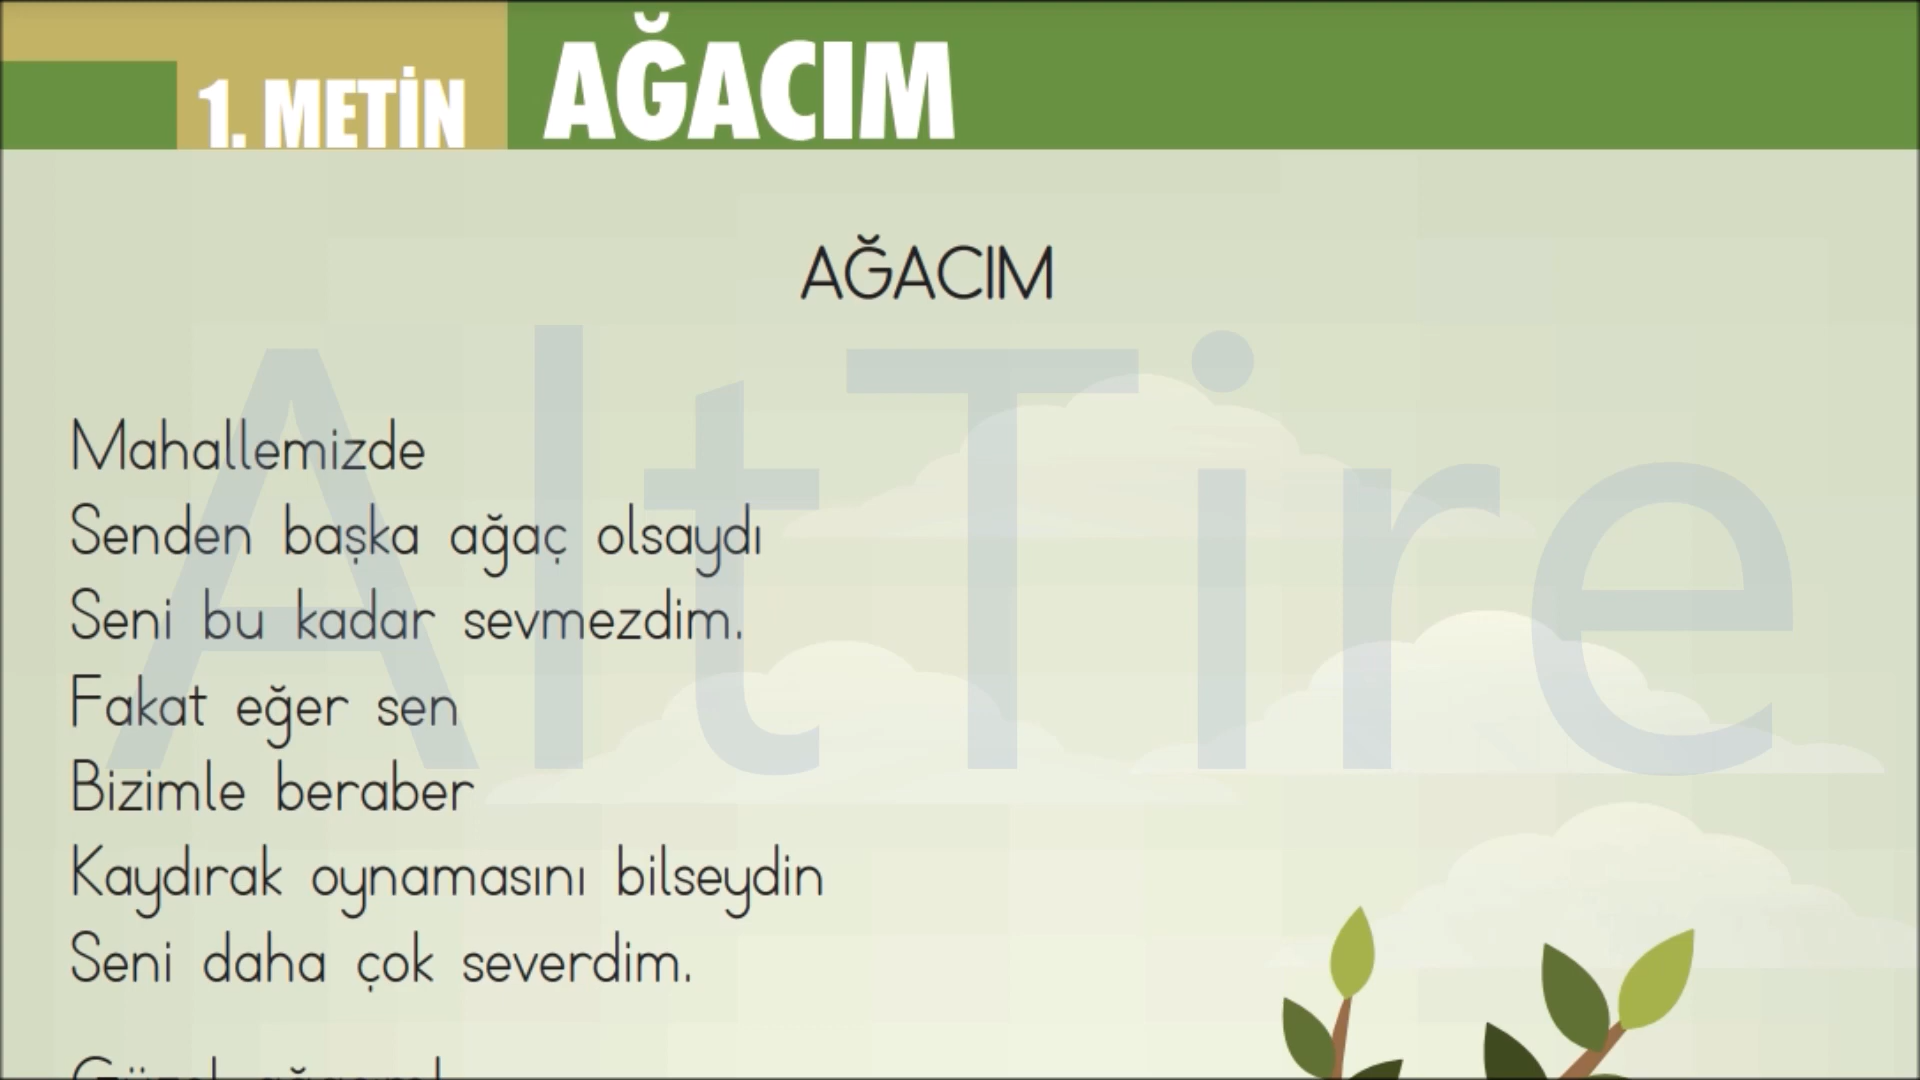 1. METİN
AĞACIM
AĞACIM
AltTire
Mahallemizde
Senden başka ağaç olsaydı
Seni bu kadar sevmezdim.
Fakat eğer sen
Bizimle beraber
Kaydırak oynamasını bilseydin
Seni daha çok severdim.